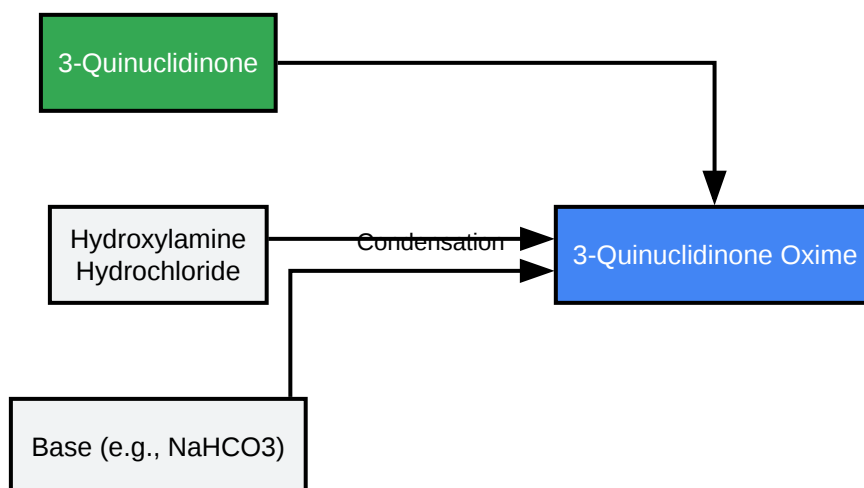 3-Quinuclidinone
Hydroxylamine
Hydrochloride
Condensation
3-Quinuclidinone Oxime
Base (e.g., NaHCO3)